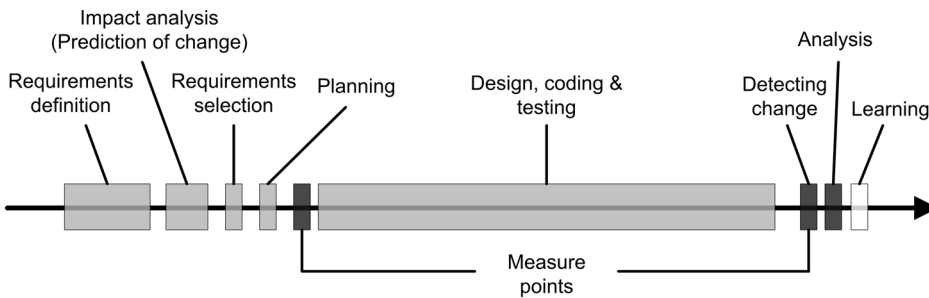 Impact analysis
(Prediction of change)
Requirements
definition
Requirements
selection
Planning
Design, coding &
testing
Detecting
change
Analysis
Learning
Measure
points